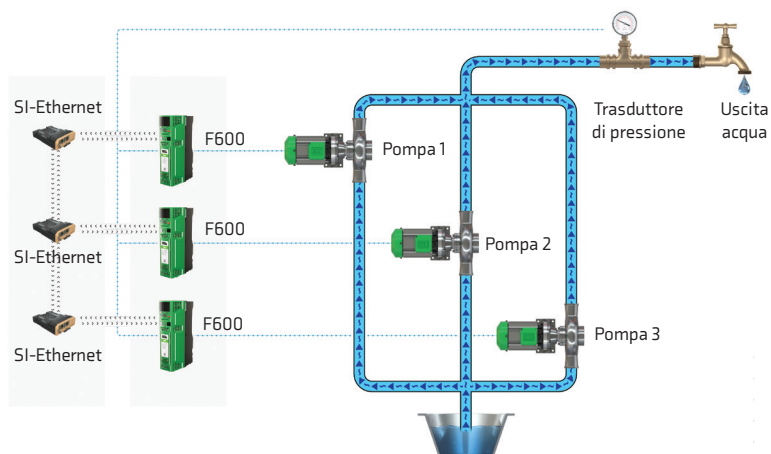 SI-Ethernet
F600
Pompa 1
Trasduttore
di pressione
Uscita
acqua
SI-Ethernet
F600
Pompa 2
SI-Ethernet
F600
Pompa 3